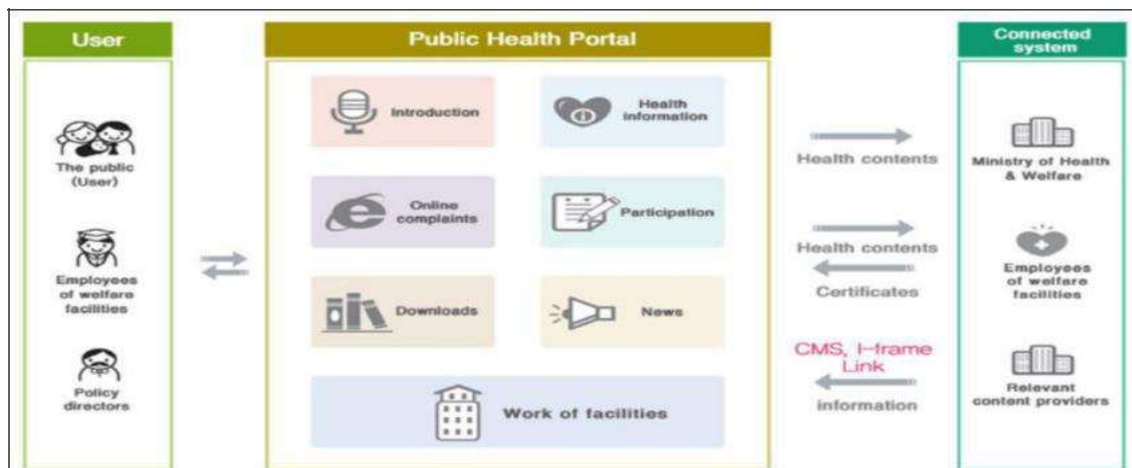 User
Public Health Portal
Connected
system
The public
(User)
Employees
of welfare
facilities
Policy
directors
Introduction
Health
information
Online
complaints
Participation
Downloads
News
Work of facilities
Health contents
Health contents
Certificates
CMS, I-frame
Link
information
Ministry of Health
& Welfare
Employees
of welfare
facilities
Relevant
content providers